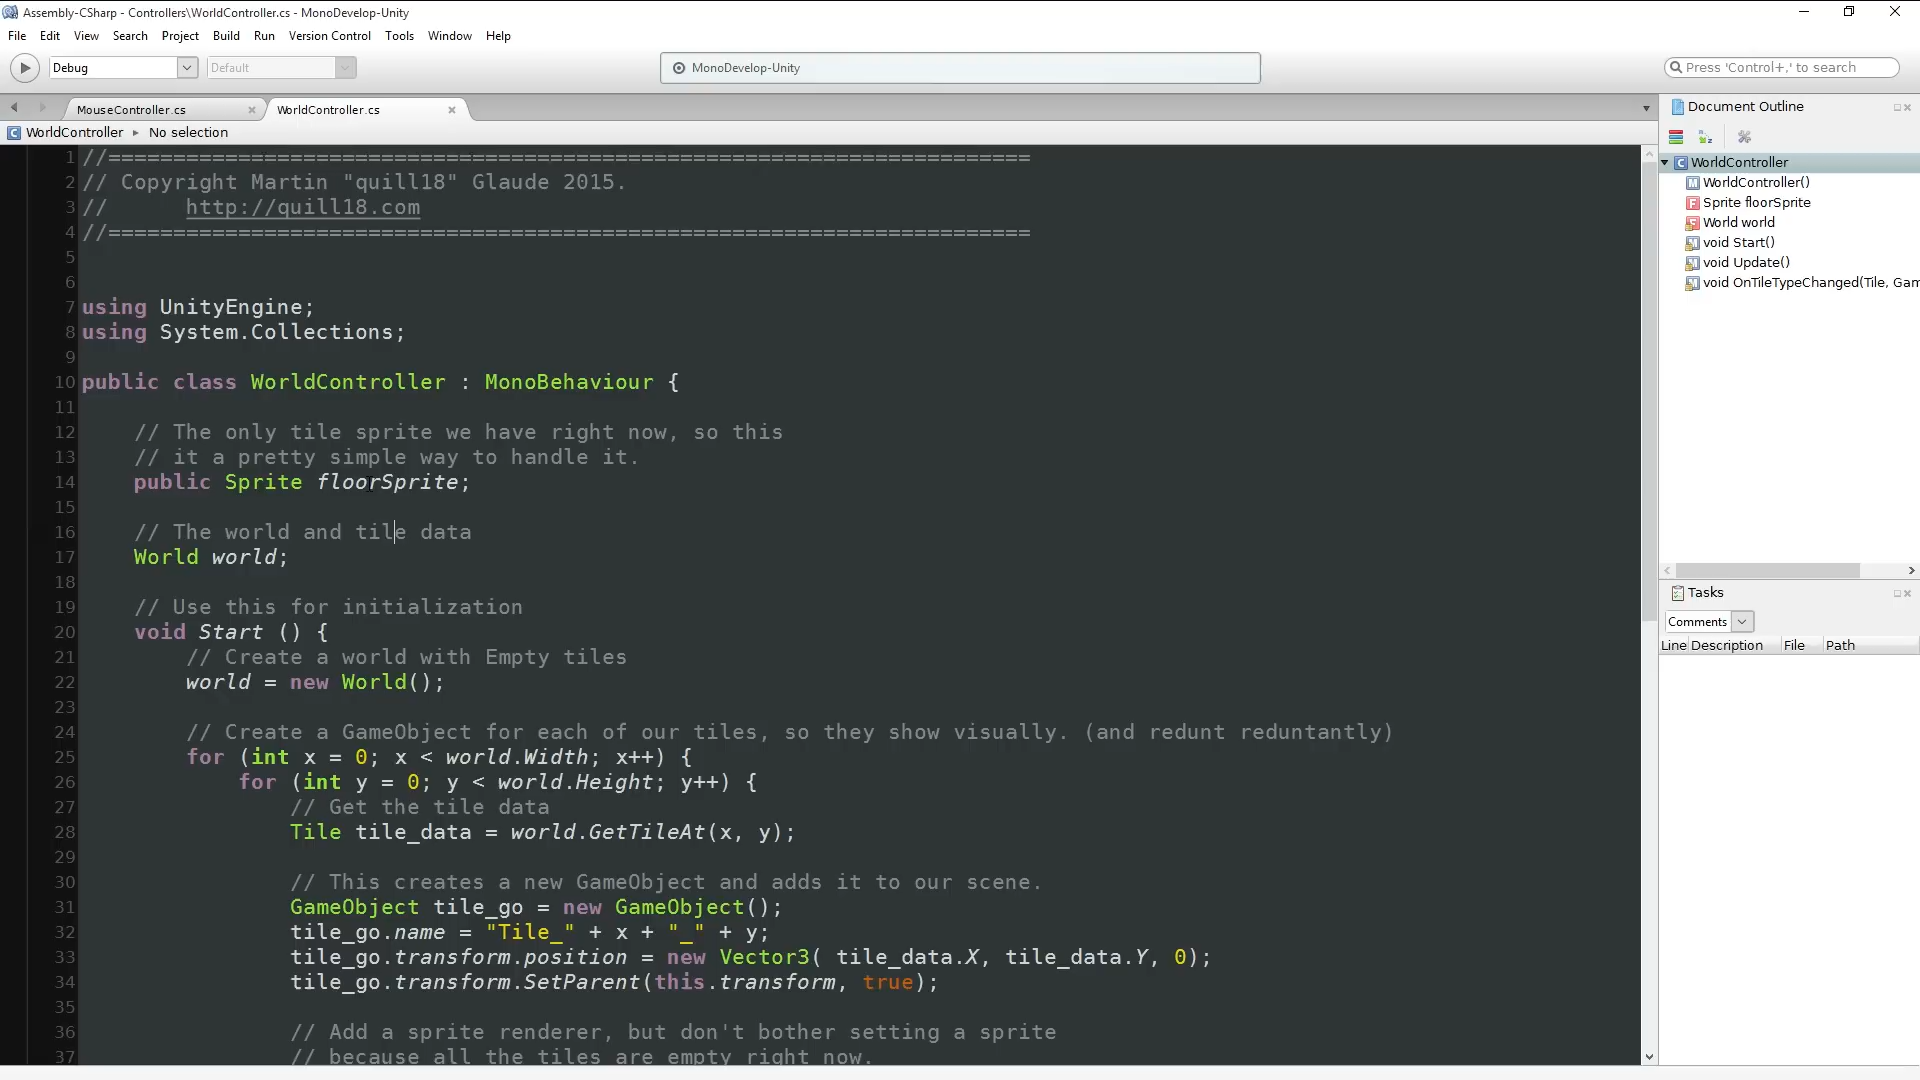 Assembly-CSharp - Controllers\WorldController.cs - MonoDevelop-Unity
File Edit View Search Project Build Run Version Control Tools Window Help
Debug Default MonoDevelop-Unity Press 'Control+,' to search
MouseController.cs WorldController.cs
WorldController No selection
1 //=======================================================================
2 // Copyright Martin "quill18" Glaude 2015.
3 //      http://quill18.com
4 //=======================================================================
5
6
7 using UnityEngine;
8 using System.Collections;
9
10 public class WorldController : MonoBehaviour {
11
12     // The only tile sprite we have right now, so this
13     // it a pretty simple way to handle it.
14     public Sprite floorSprite;
15
16     // The world and tile data
17     World world;
18
19     // Use this for initialization
20     void Start () {
21         // Create a world with Empty tiles
22         world = new World();
23
24         // Create a GameObject for each of our tiles, so they show visually. (and redunt reduntantly)
25         for (int x = 0; x < world.Width; x++) {
26             for (int y = 0; y < world.Height; y++) {
27                 // Get the tile data
28                 Tile tile_data = world.GetTileAt(x, y);
29
30                 // This creates a new GameObject and adds it to our scene.
31                 GameObject tile_go = new GameObject();
32                 tile_go.name = "Tile_" + x + "_" + y;
33                 tile_go.transform.position = new Vector3( tile_data.X, tile_data.Y, 0);
34                 tile_go.transform.SetParent(this.transform, true);
35
36                 // Add a sprite renderer, but don't bother setting a sprite
37                 // because all the tiles are empty right now.
Document Outline
WorldController
WorldController()
Sprite floorSprite
World world
void Start()
void Update()
void OnTileTypeChanged(Tile, Gam
Tasks
Comments
Line Description File Path